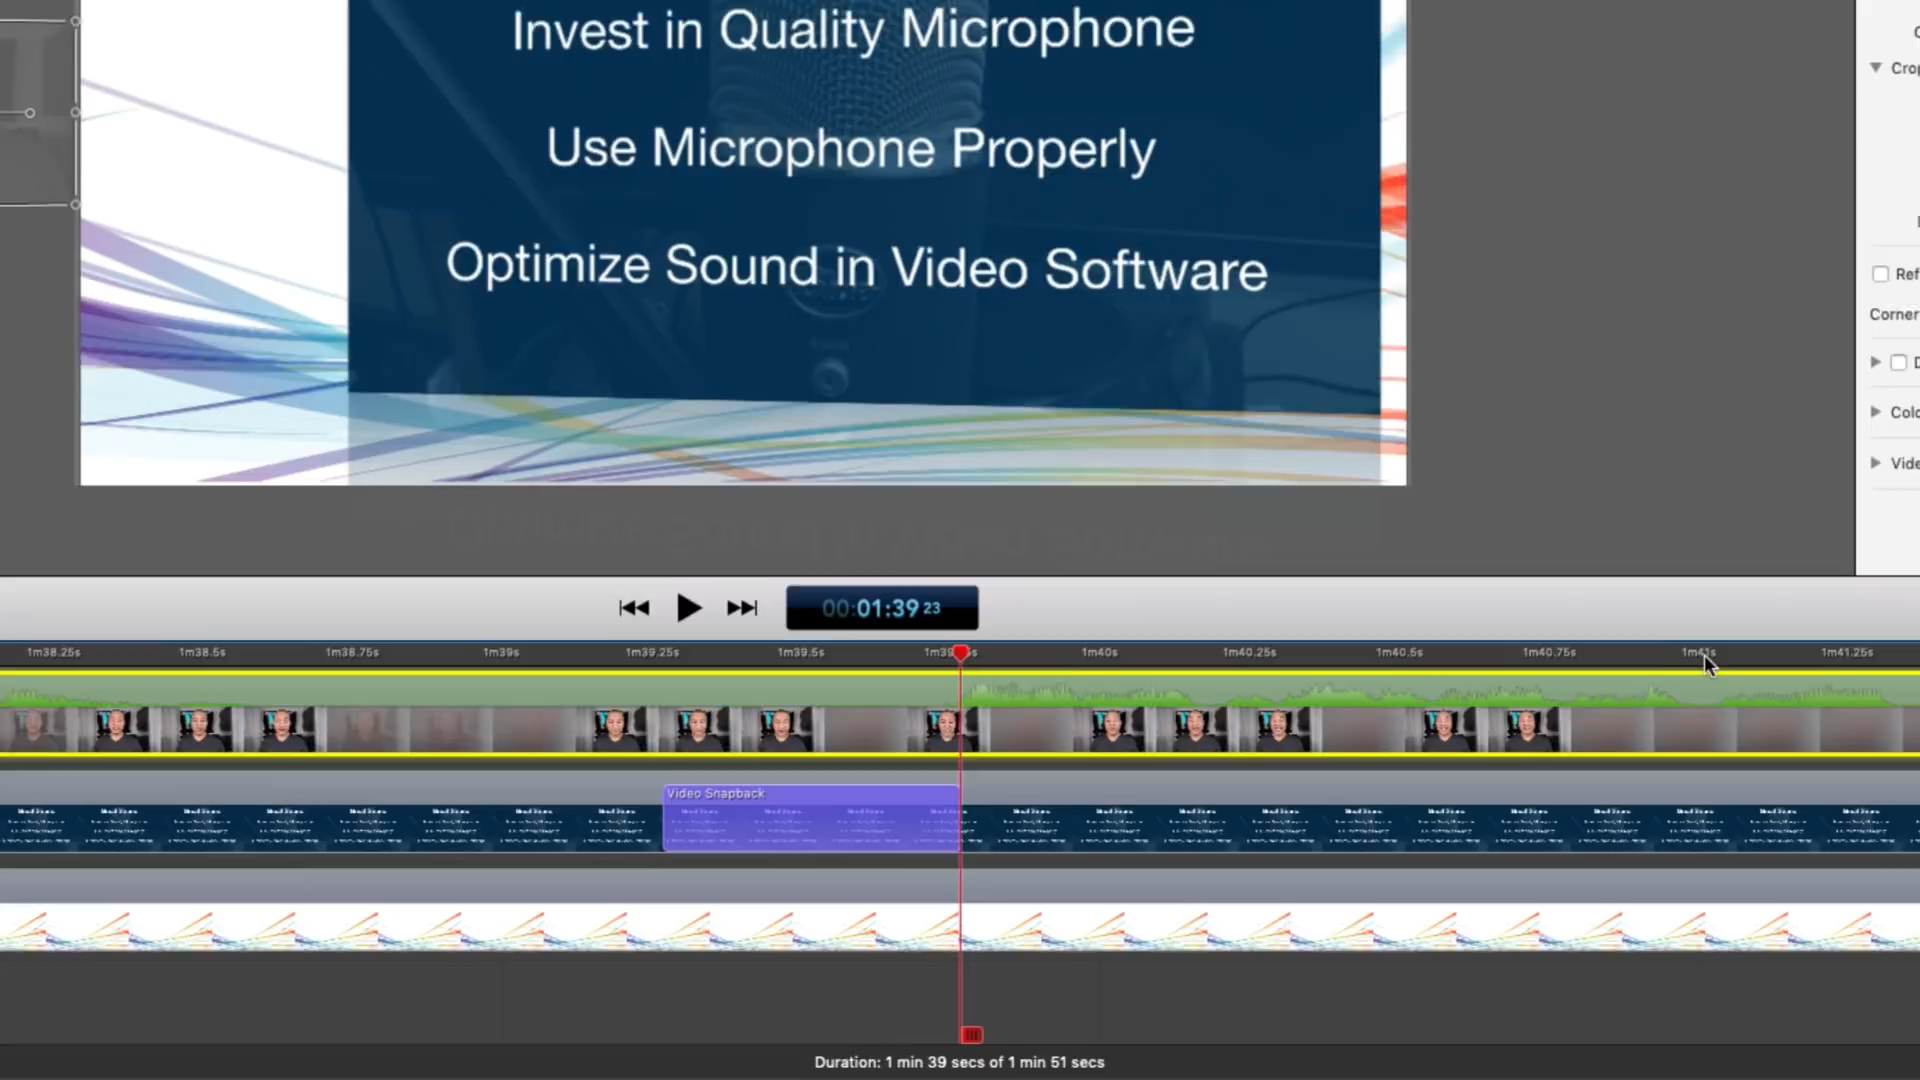 Invest in Quality Microphone
Use Microphone Properly
Optimize Sound in Video Software
Ref
Corner
Colo
Vide
00:01:39 23
1m38.25s 1m38.5s 1m38.75s 1m39s 1m39.25s 1m39.5s 1m40s 1m40.25s 1m40.5s 1m40.75s 1m41s 1m41.25s
Video Snapback
Duration: 1 min 39 secs of 1 min 51 secs